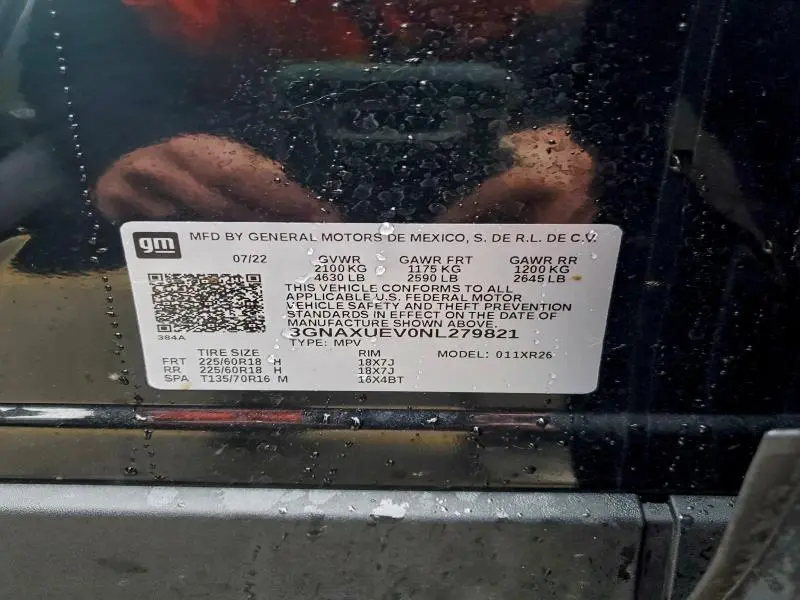 gm MFD BY GENERAL MOTORS DE MEXICO, S. DE R.L. DE C.V.
07/22 GVWR GAWR FRT GAWR RR
2100 KG 1175 KG 1200 KG
4630 LB 2590 LB 2645 LB
THIS VEHICLE CONFORMS TO ALL
APPLICABLE U.S. FEDERAL MOTOR
VEHICLE SAFETY AND THEFT PREVENTION
STANDARDS IN EFFECT ON THE DATE OF
MANUFACTURE SHOWN ABOVE.
384A
3GNAXUEV0NL279821
TYPE: MPV
TIRE SIZE RIM MODEL: 011XR26
FRT 225/60R18 H 18X7J
RR 225/60R18 H 18X7J
SPA T135/70R16 M 16X4BT